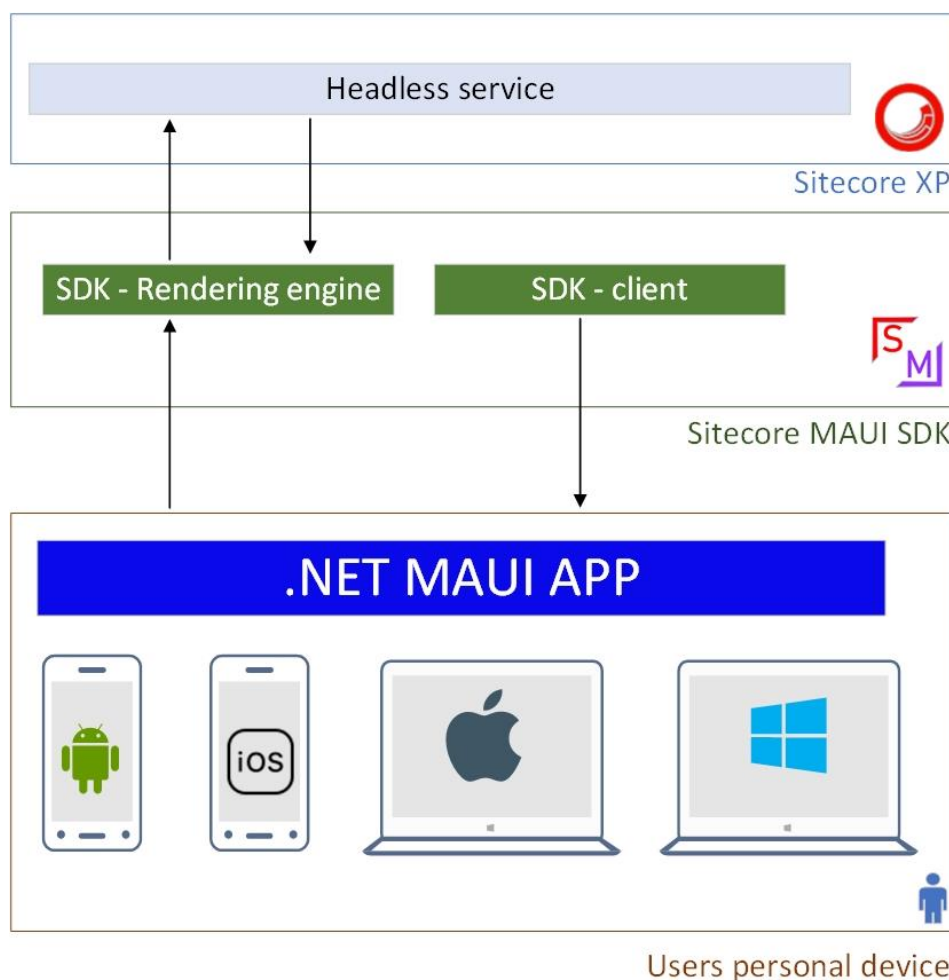 Headless service
Sitecore XP
SDK - Rendering engine
SDK - client
S
M
Sitecore MAUI SDK
.NET MAUI APP
iOS
Users personal device